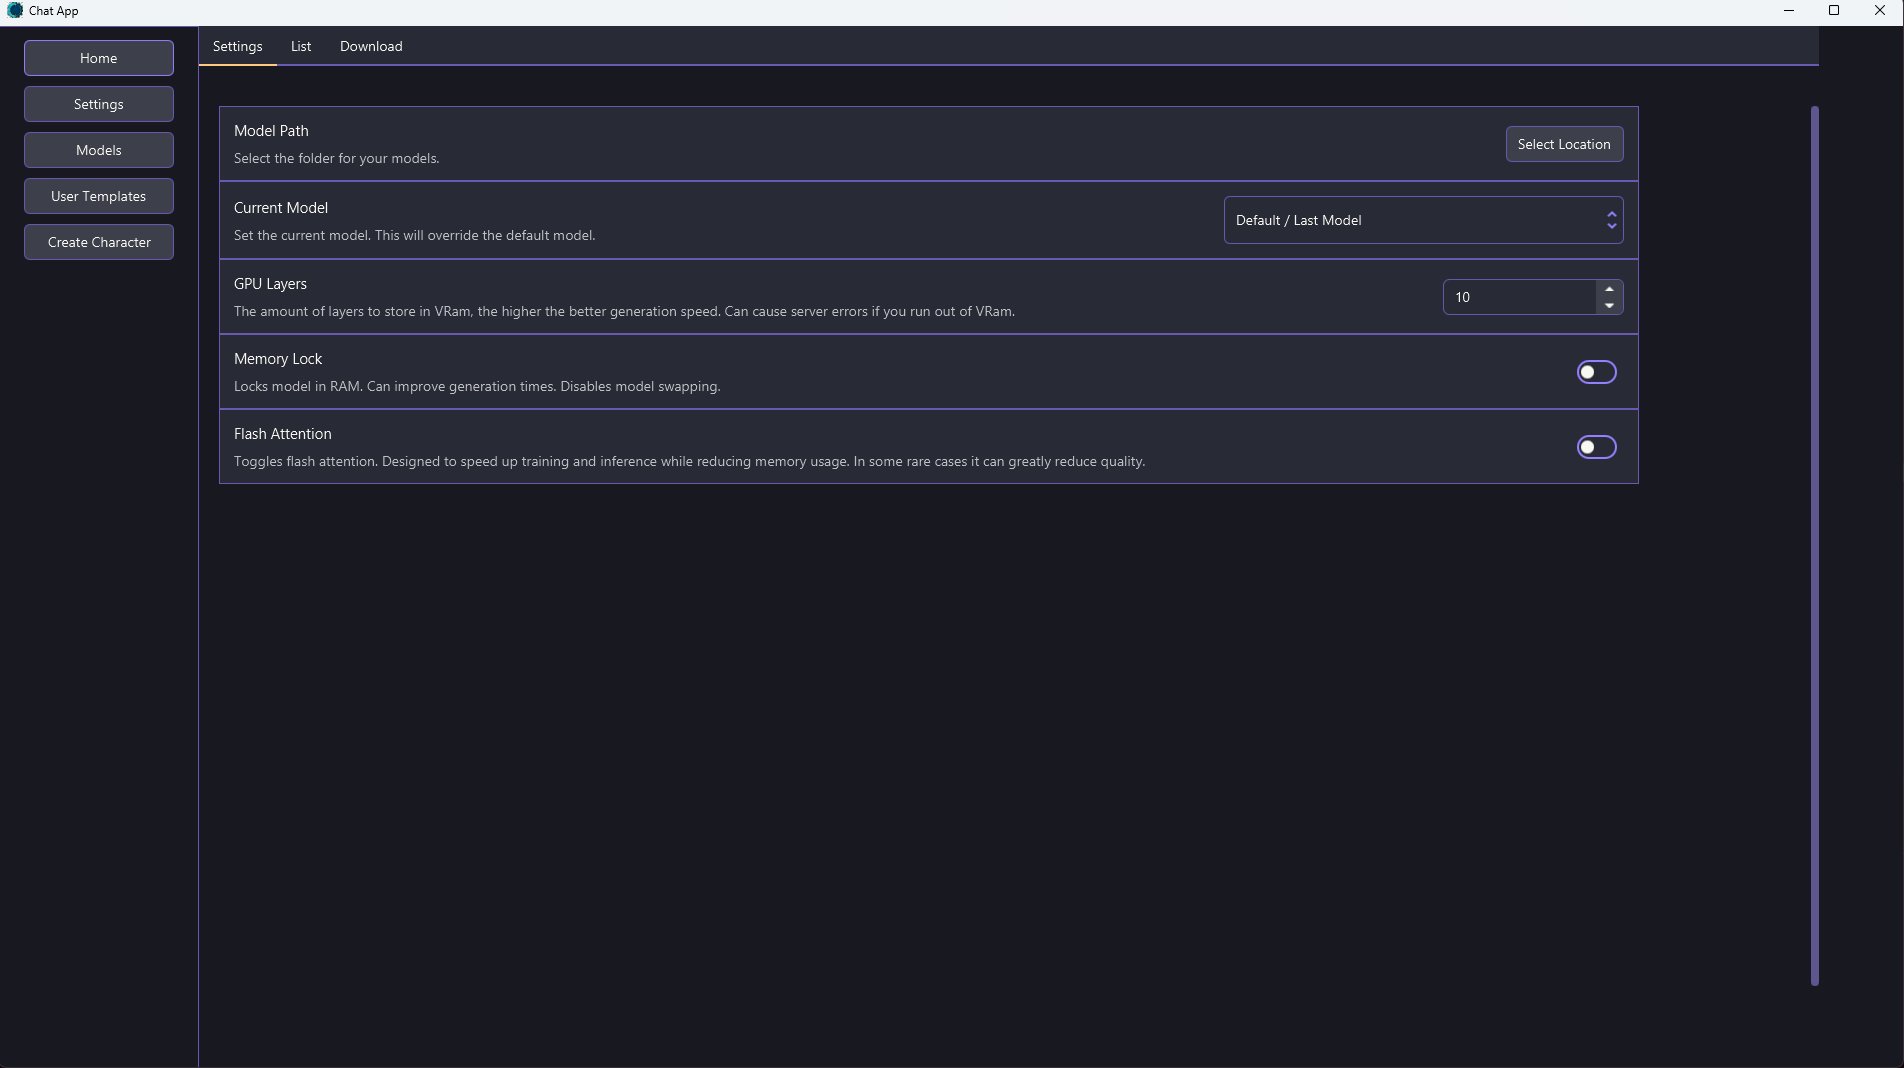 Chat App
Home
Settings
Models
User Templates
Create Character
Settings
List
Download
Model Path
Select the folder for your models.
Select Location
Current Model
Set the current model. This will override the default model.
Default / Last Model
GPU Layers
The amount of layers to store in VRam, the higher the better generation speed. Can cause server errors if you run out of VRam.
10
Memory Lock
Locks model in RAM. Can improve generation times. Disables model swapping.
Flash Attention
Toggles flash attention. Designed to speed up training and inference while reducing memory usage. In some rare cases it can greatly reduce quality.